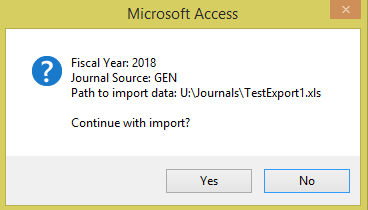 Microsoft Access
Fiscal Year: 2018
Journal Source: GEN
Path to import data: U:\Journals\TestExport1.xls
Continue with import?
Yes
No